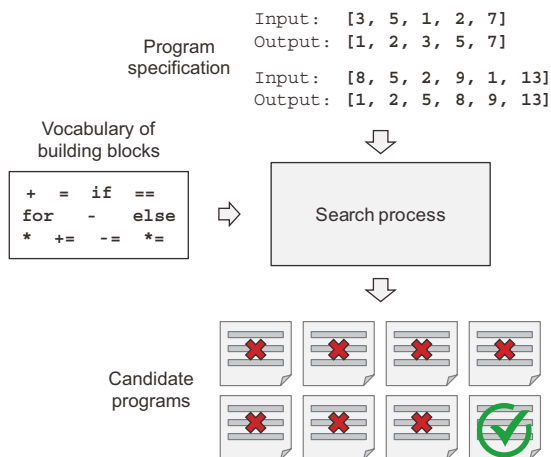 Input: [3, 5, 1, 2, 7]
Output: [1, 2, 3, 5, 7]
Program
specification
Input: [8, 5, 2, 9, 1, 13]
Output: [1, 2, 5, 8, 9, 13]
Vocabulary of
building blocks
+ = if ==
for - else
* += -= *=
Search process
Candidate
programs